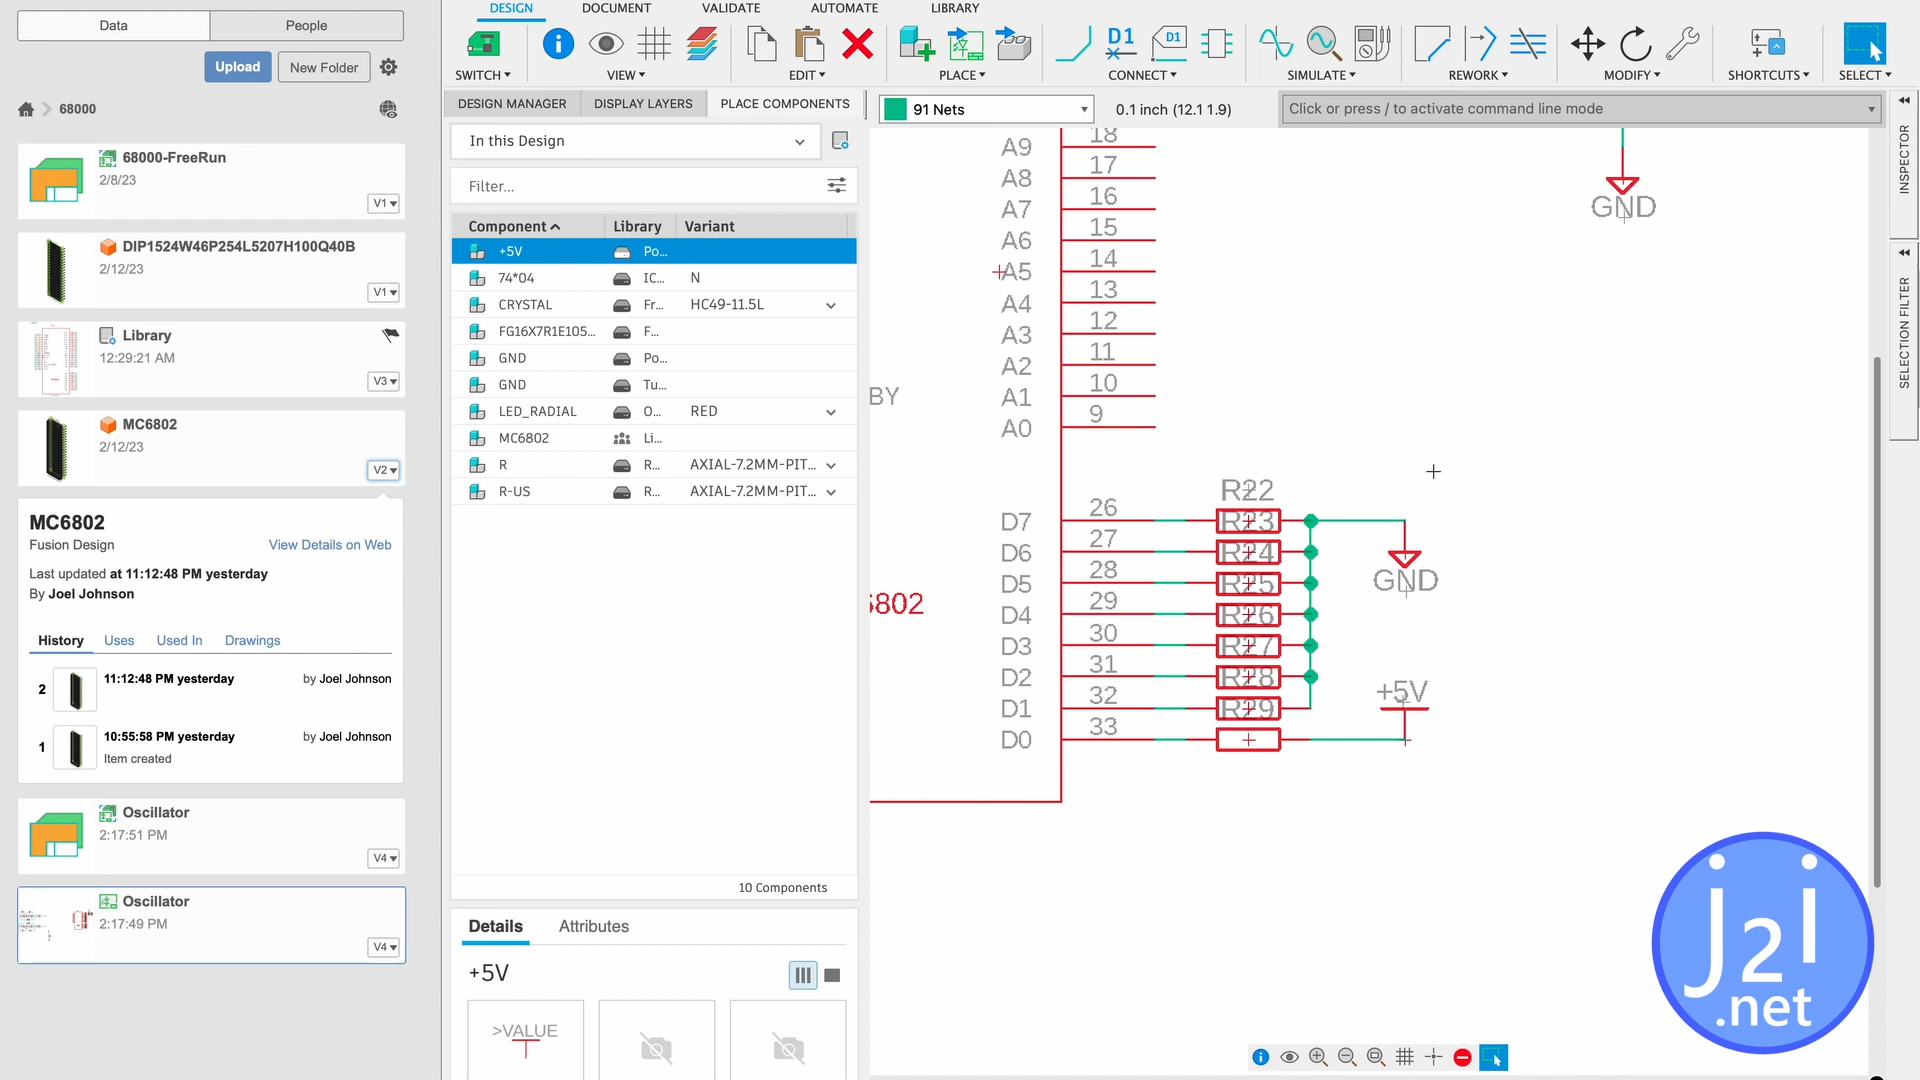 Data
People
Upload
New Folder
68000
68000-FreeRun
2/8/23
V1
DIP1524W46P254L5207H100Q40B
2/12/23
V1
Library
12:29:21 AM
V3
MC6802
2/12/23
V2
MC6802
Fusion Design
View Details on Web
Last updated at 11:12:48 PM yesterday
By Joel Johnson
History
Uses
Used In
Drawings
2
11:12:48 PM yesterday
by Joel Johnson
1
10:55:58 PM yesterday
by Joel Johnson
Item created
Oscillator
2:17:51 PM
V4
Oscillator
2:17:49 PM
V4
DESIGN
DOCUMENT
VALIDATE
AUTOMATE
LIBRARY
D1
D1
SWITCH
VIEW
EDIT
PLACE
CONNECT
SIMULATE
REWORK
MODIFY
SHORTCUTS
SELECT
DESIGN MANAGER
DISPLAY LAYERS
PLACE COMPONENTS
In this Design
Filter...
Component
Library
Variant
+5V
Po...
74*04
IC...
N
CRYSTAL
Fr...
HC49-11.5L
FG16X7R1E105...
F...
GND
Po...
GND
Tu...
LED_RADIAL
O...
RED
MC6802
Li...
R
R...
AXIAL-7.2MM-PIT...
R-US
R...
AXIAL-7.2MM-PIT...
10 Components
Details
Attributes
+5V
>VALUE
91 Nets
0.1 inch (12.1 1.9)
Click or press / to activate command line mode
INSPECTOR
SELECTION FILTER
A9
18
A8
17
A7
16
A6
15
A5
14
A4
13
A3
12
A2
11
A1
10
A0
9
BY
6802
D7
26
D6
27
D5
28
D4
29
D3
30
D2
31
D1
32
D0
33
R22
R23
R24
R25
R26
R27
R28
R29
GND
GND
+5V
J2I
.net